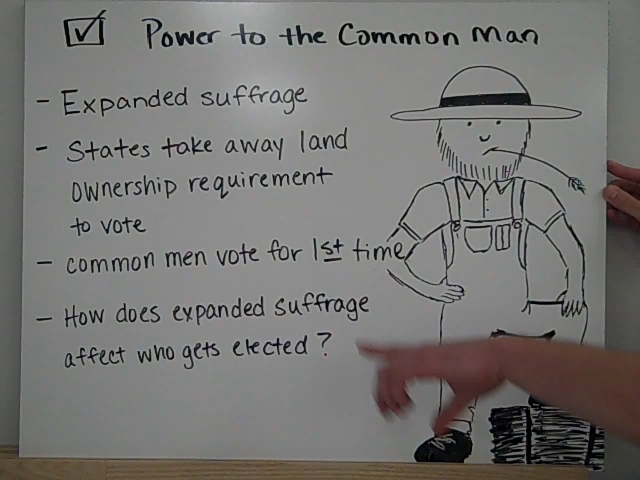 Power to the Common Man
- Expanded suffrage
- States take away land
ownership requirement
to vote
- common men vote for 1st time
- How does expanded suffrage
affect who gets elected?